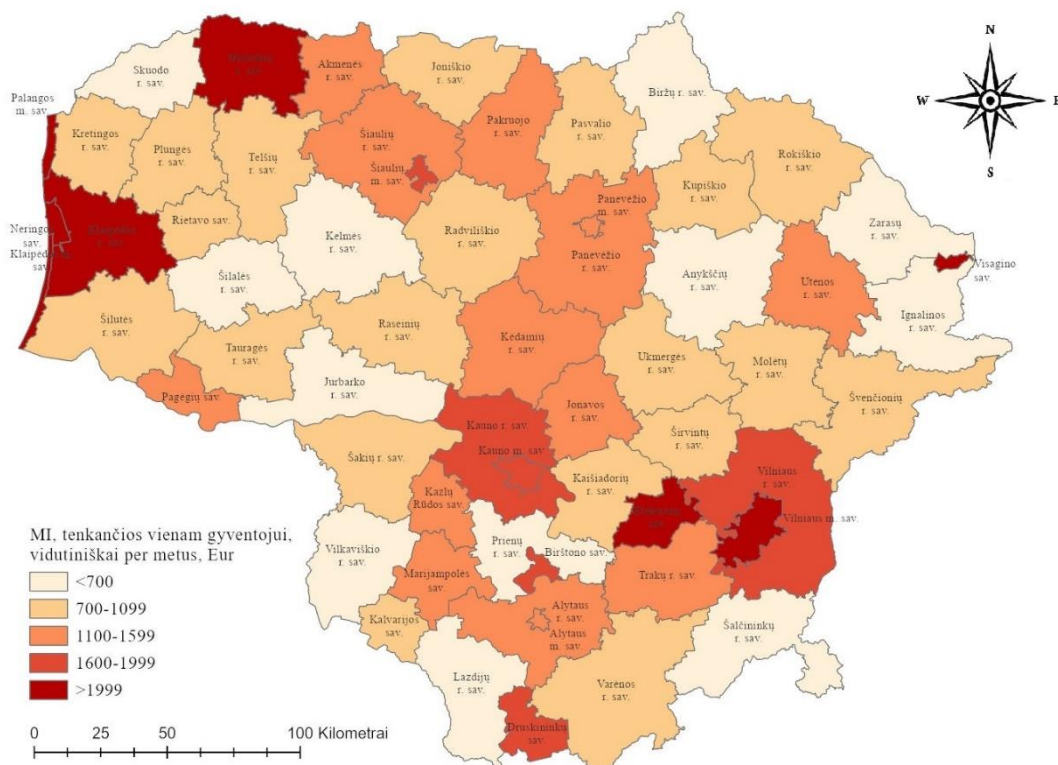 N
W
E
S
Skuodo
r. sav.
Mažeikių
r. sav.
Akmenės
r. sav.
Joniškio
r. sav.
Biržų r. sav.
Palangos
m. sav.
Kretingos
r. sav.
Plungės
r. sav.
Telšių
r. sav.
Šiaulių
r. sav.
Šiaulių
m. sav.
Pakruojo
r. sav.
Pasvalio
r. sav.
Rokiškio
r. sav.
Kupiškio
r. sav.
Panevėžio
m. sav.
Panevėžio
r. sav.
Zarasų
r. sav.
Visagino
sav.
Neringos
sav.
Klaipėdos
r. sav.
Rietavo sav.
Kelmės
r. sav.
Radviliškio
r. sav.
Anykščių
r. sav.
Utenos
r. sav.
Ignalinos
r. sav.
Šilalės
r. sav.
Šilutės
r. sav.
Tauragės
r. sav.
Raseinių
r. sav.
Kėdainių
r. sav.
Ukmergės
r. sav.
Molėtų
r. sav.
Švenčionių
r. sav.
Pagėgių sav.
Jurbarko
r. sav.
Jonavos
r. sav.
Širvintų
r. sav.
Kauno r. sav.
Kauno m. sav.
Šakių r. sav.
Kaišiadorių
r. sav.
Vilniaus
r. sav.
Vilniaus m. sav.
Kazlų
Rūdos sav.
Prienų
r. sav.
Birštono sav.
Trakų r. sav.
Vilkaviškio
r. sav.
Marijampolės
sav.
Kalvarijos
sav.
Alytaus
r. sav.
Alytaus
m. sav.
Šalčininkų
r. sav.
Lazdijų
r. sav.
Varėnos
r. sav.
Druskininkų
sav.
MI, tenkančios vienam gyventojui,
vidutiniškai per metus, Eur
<700
700-1099
1100-1599
1600-1999
>1999
0 25 50 100 Kilometrai